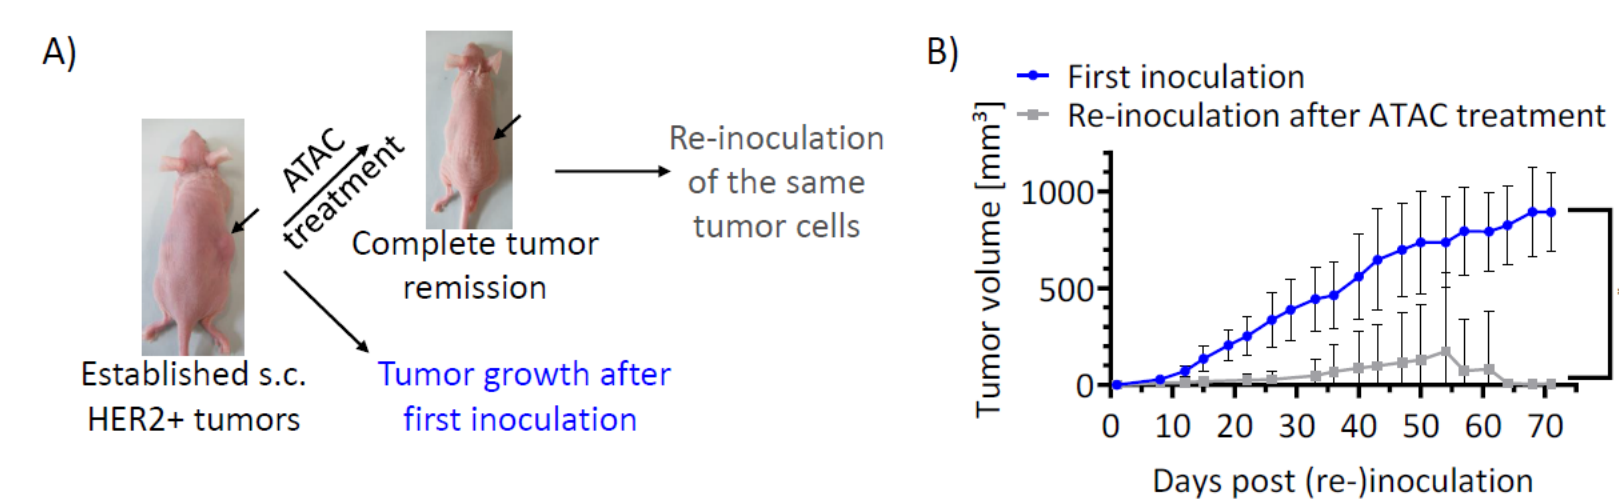 A)
ATAC
treatment
Complete tumor
remission
Re-inoculation
of the same
tumor cells
Established s.c.
HER2+ tumors
Tumor growth after
first inoculation
B)
First inoculation
Re-inoculation after ATAC treatment
Tumor volume [mm³]
1000
500
0
0 10 20 30 40 50 60 70
Days post (re-)inoculation